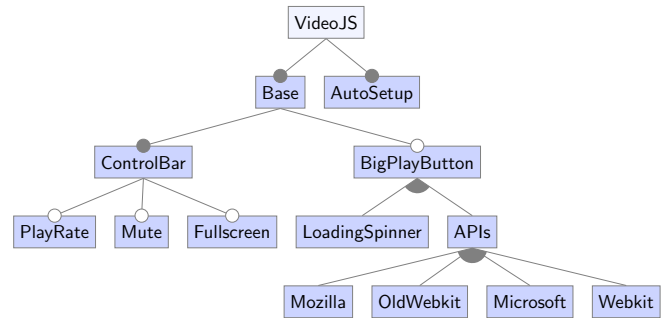 VideoJS
Base AutoSetup
ControlBar BigPlayButton
PlayRate Mute Fullscreen LoadingSpinner APIs
Mozilla OldWebkit Microsoft Webkit